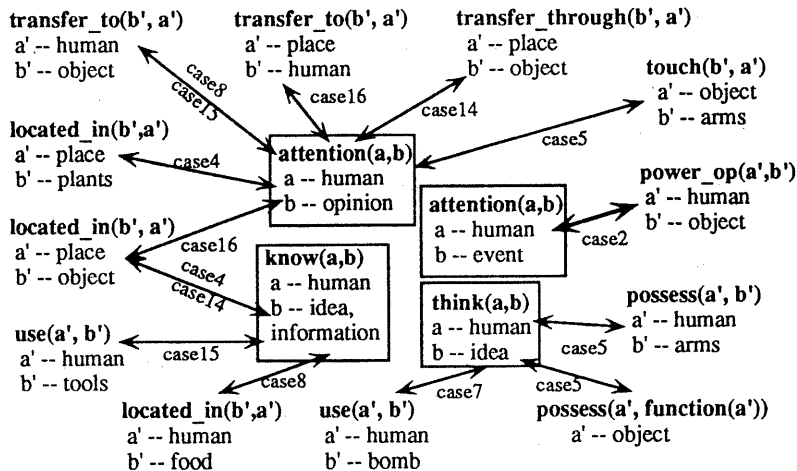 transfer_to(b', a')
a' -- human
b' -- object
transfer_to(b', a')
a' -- place
b' -- human
transfer_through(b', a')
a' -- place
b' -- object
touch(b', a')
a' -- object
b' -- arms
case8
case15
case16
case14
case5
located_in(b',a')
a' -- place
b' -- plants
case4
attention(a,b)
a -- human
b -- opinion
power_op(a',b')
a' -- human
b' -- object
attention(a,b)
a -- human
b -- event
case2
located_in(b', a')
a' -- place
b' -- object
case16
case4
case14
know(a,b)
a -- human
b -- idea,
information
think(a,b)
a -- human
b -- idea
possess(a', b')
a' -- human
b' -- arms
case5
use(a', b')
a' -- human
b' -- tools
case15
case8
case7
case5
located_in(b',a')
a' -- human
b' -- food
use(a', b')
a' -- human
b' -- bomb
possess(a', function(a'))
a' -- object